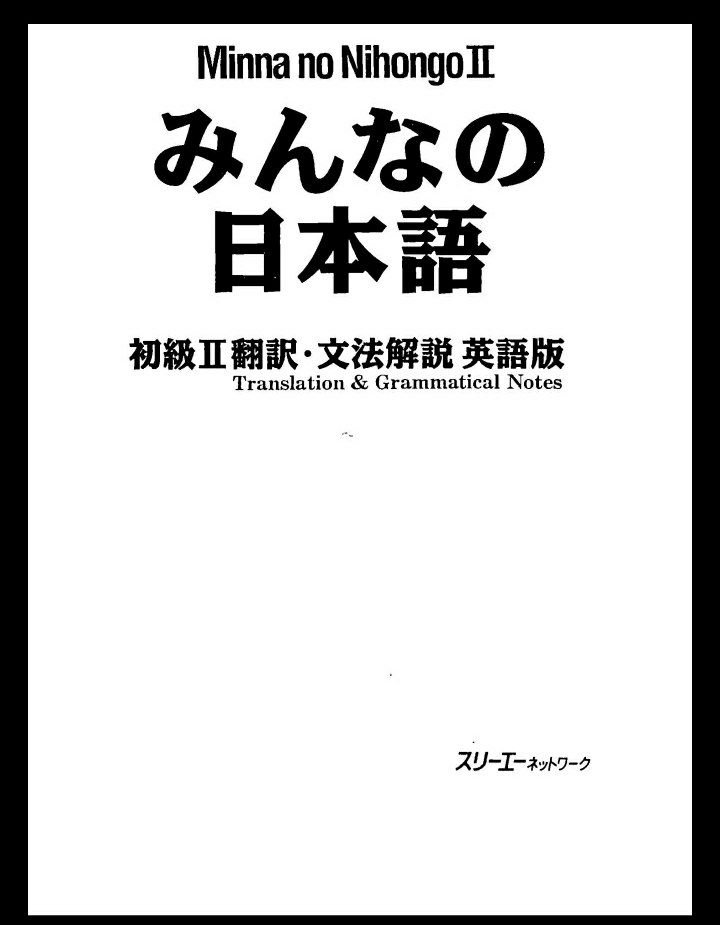 Minna no Nihongo II
みんなの
日本語
初級II翻訳・文法解説 英語版
Translation & Grammatical Notes
スリーエーネットワーク